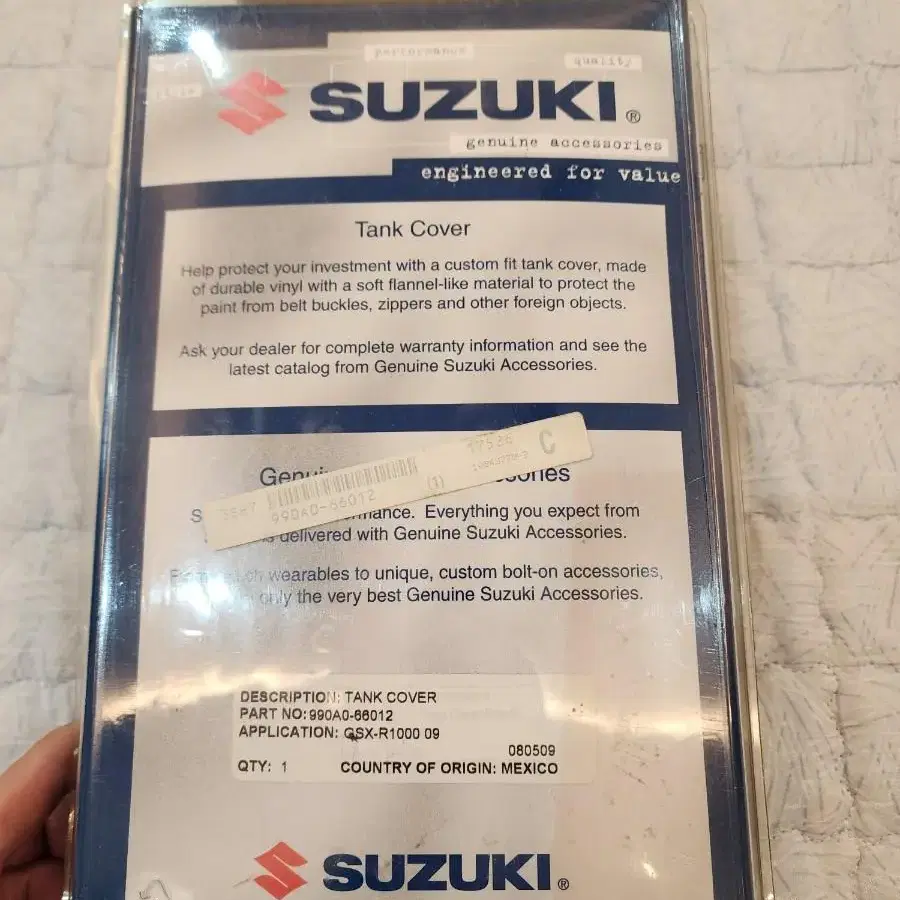 performance
quality
style
SUZUKI®
genuine accessories
engineered for value
Tank Cover
Help protect your investment with a custom fit tank cover, made
of durable vinyl with a soft flannel-like material to protect the
paint from belt buckles, zippers and other foreign objects.
Ask your dealer for complete warranty information and see the
latest catalog from Genuine Suzuki Accessories.
(1)
C
990A0-66012
Everything you expect from
delivered with Genuine Suzuki Accessories.
wearables to unique, custom bolt-on accessories,
only the very best Genuine Suzuki Accessories.
DESCRIPTION: TANK COVER
PART NO: 990A0-66012
APPLICATION: GSX-R1000 09
080509
QTY: 1 COUNTRY OF ORIGIN: MEXICO
SUZUKI®